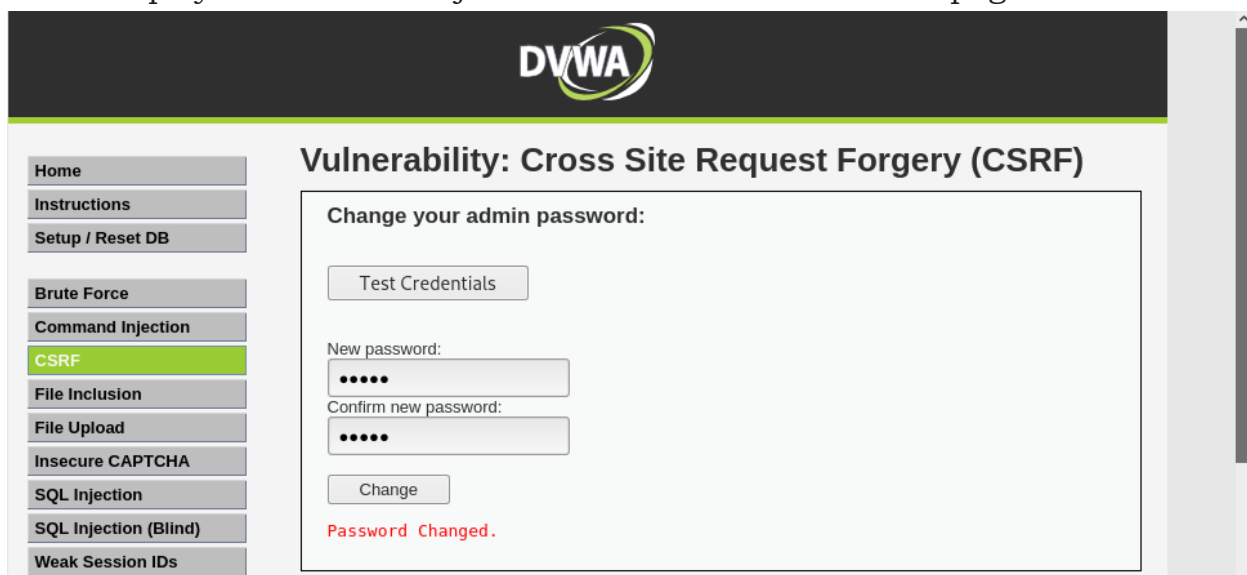 DVWA
Vulnerability: Cross Site Request Forgery (CSRF)
Home
Instructions
Setup / Reset DB
Brute Force
Command Injection
CSRF
File Inclusion
File Upload
Insecure CAPTCHA
SQL Injection
SQL Injection (Blind)
Weak Session IDs
Change your admin password:
Test Credentials
New password:
•••••
Confirm new password:
•••••
Change
Password Changed.